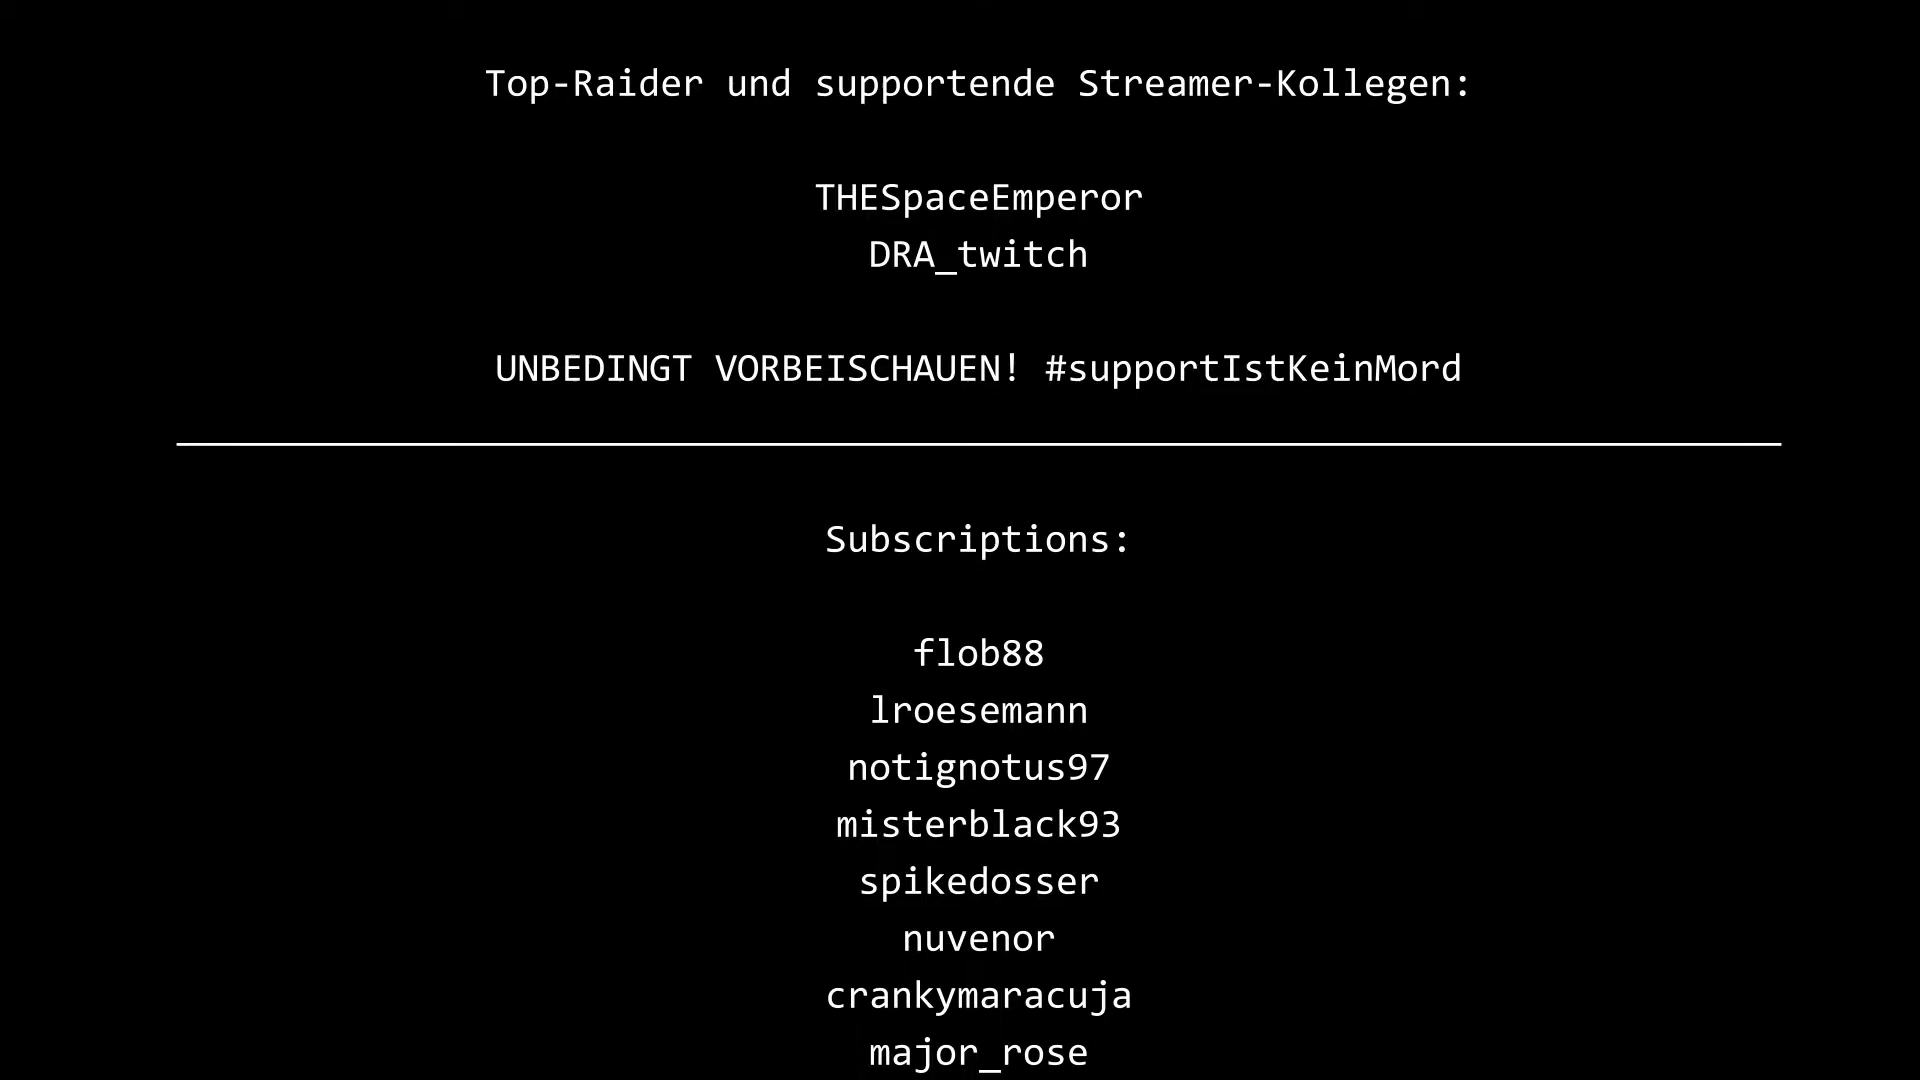 Top-Raider und supportende Streamer-Kollegen:
THESpaceEmperor
DRA_twitch
UNBEDINGT VORBEISCHAUEN! #supportIstKeinMord
Subscriptions:
flob88
lroesemann
notignotus97
misterblack93
spikedosser
nuvenor
crankymaracuja
major_rose